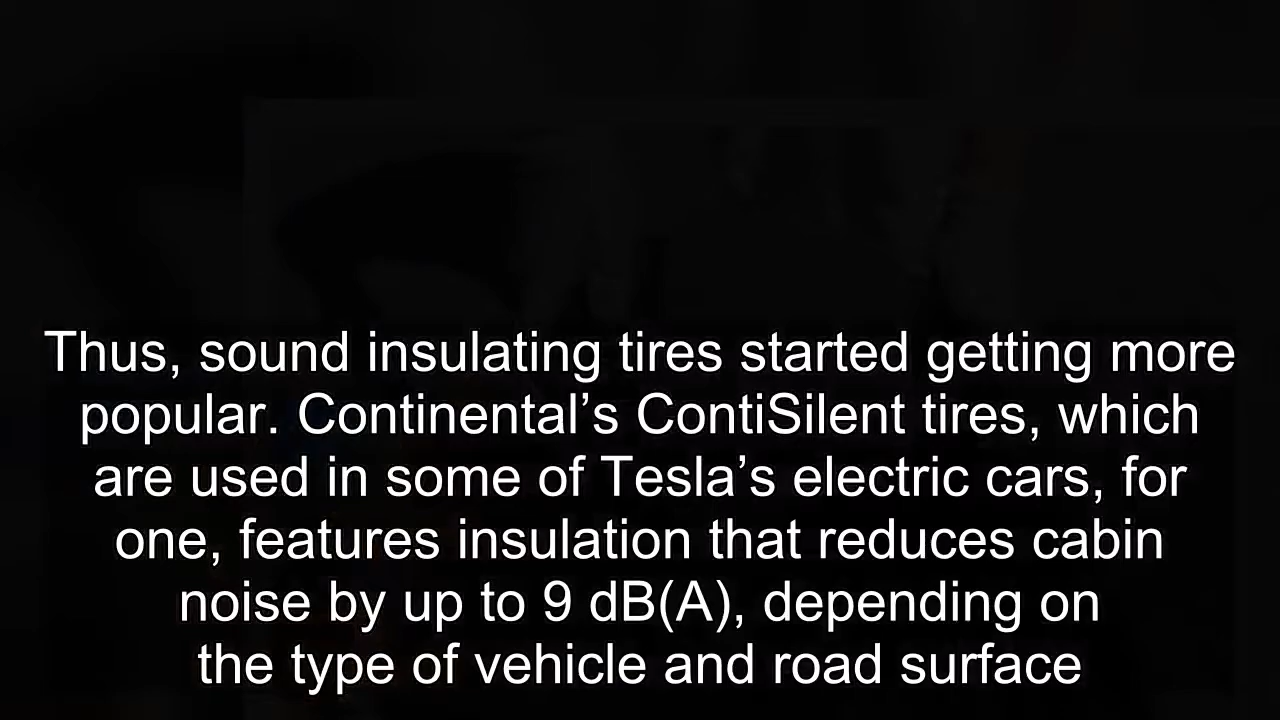 Thus, sound insulating tires started getting more
popular. Continental’s ContiSilent tires, which
are used in some of Tesla’s electric cars, for
one, features insulation that reduces cabin
noise by up to 9 dB(A), depending on
the type of vehicle and road surface